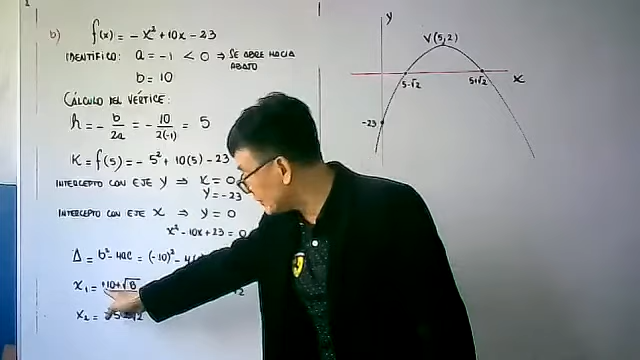 b) f(x) = - x² + 10x - 23
IDENTIFICO: a = -1 < 0 ⇒ SE ABRE HACIA
ABAJO
b = 10
CÁLCULO DEL VÉRTICE:
h = - b/2a = - 10/2(-1) = 5
K = f(5) = - 5² + 10(5) - 23
INTERCEPTO CON EJE Y ⇒ X = 0
Y = -23
INTERCEPTO CON EJE X ⇒ Y = 0
x² - 10x + 23 = 0
Δ = b² - 4ac = (-10)² - 4
x₁ = 10 + √8
x₂ =
Y
V(5,2)
X
5-√2
5+√2
-23